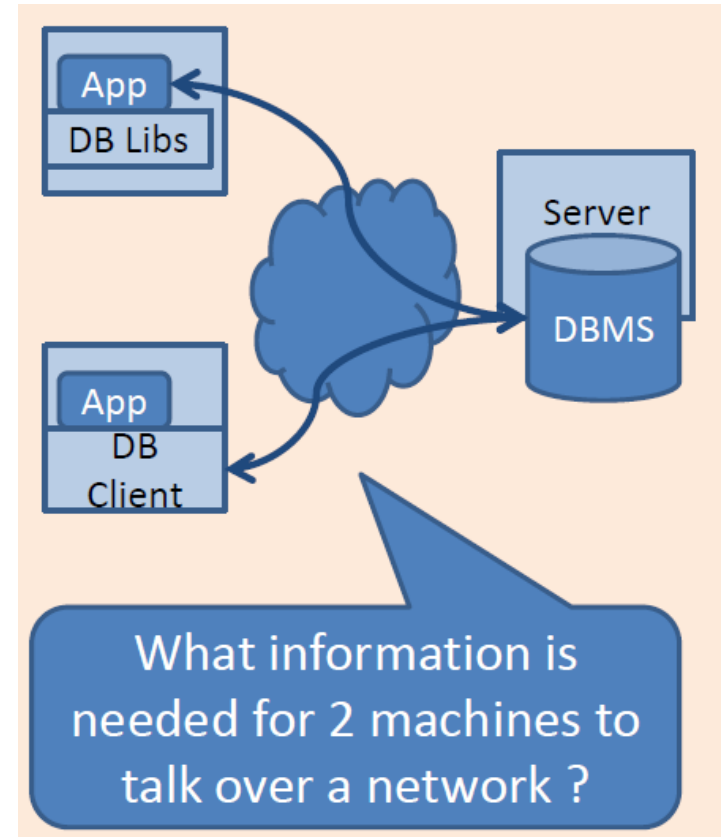 App
DB Libs
Server
DBMS
App
DB
Client
What information is
needed for 2 machines to
talk over a network ?